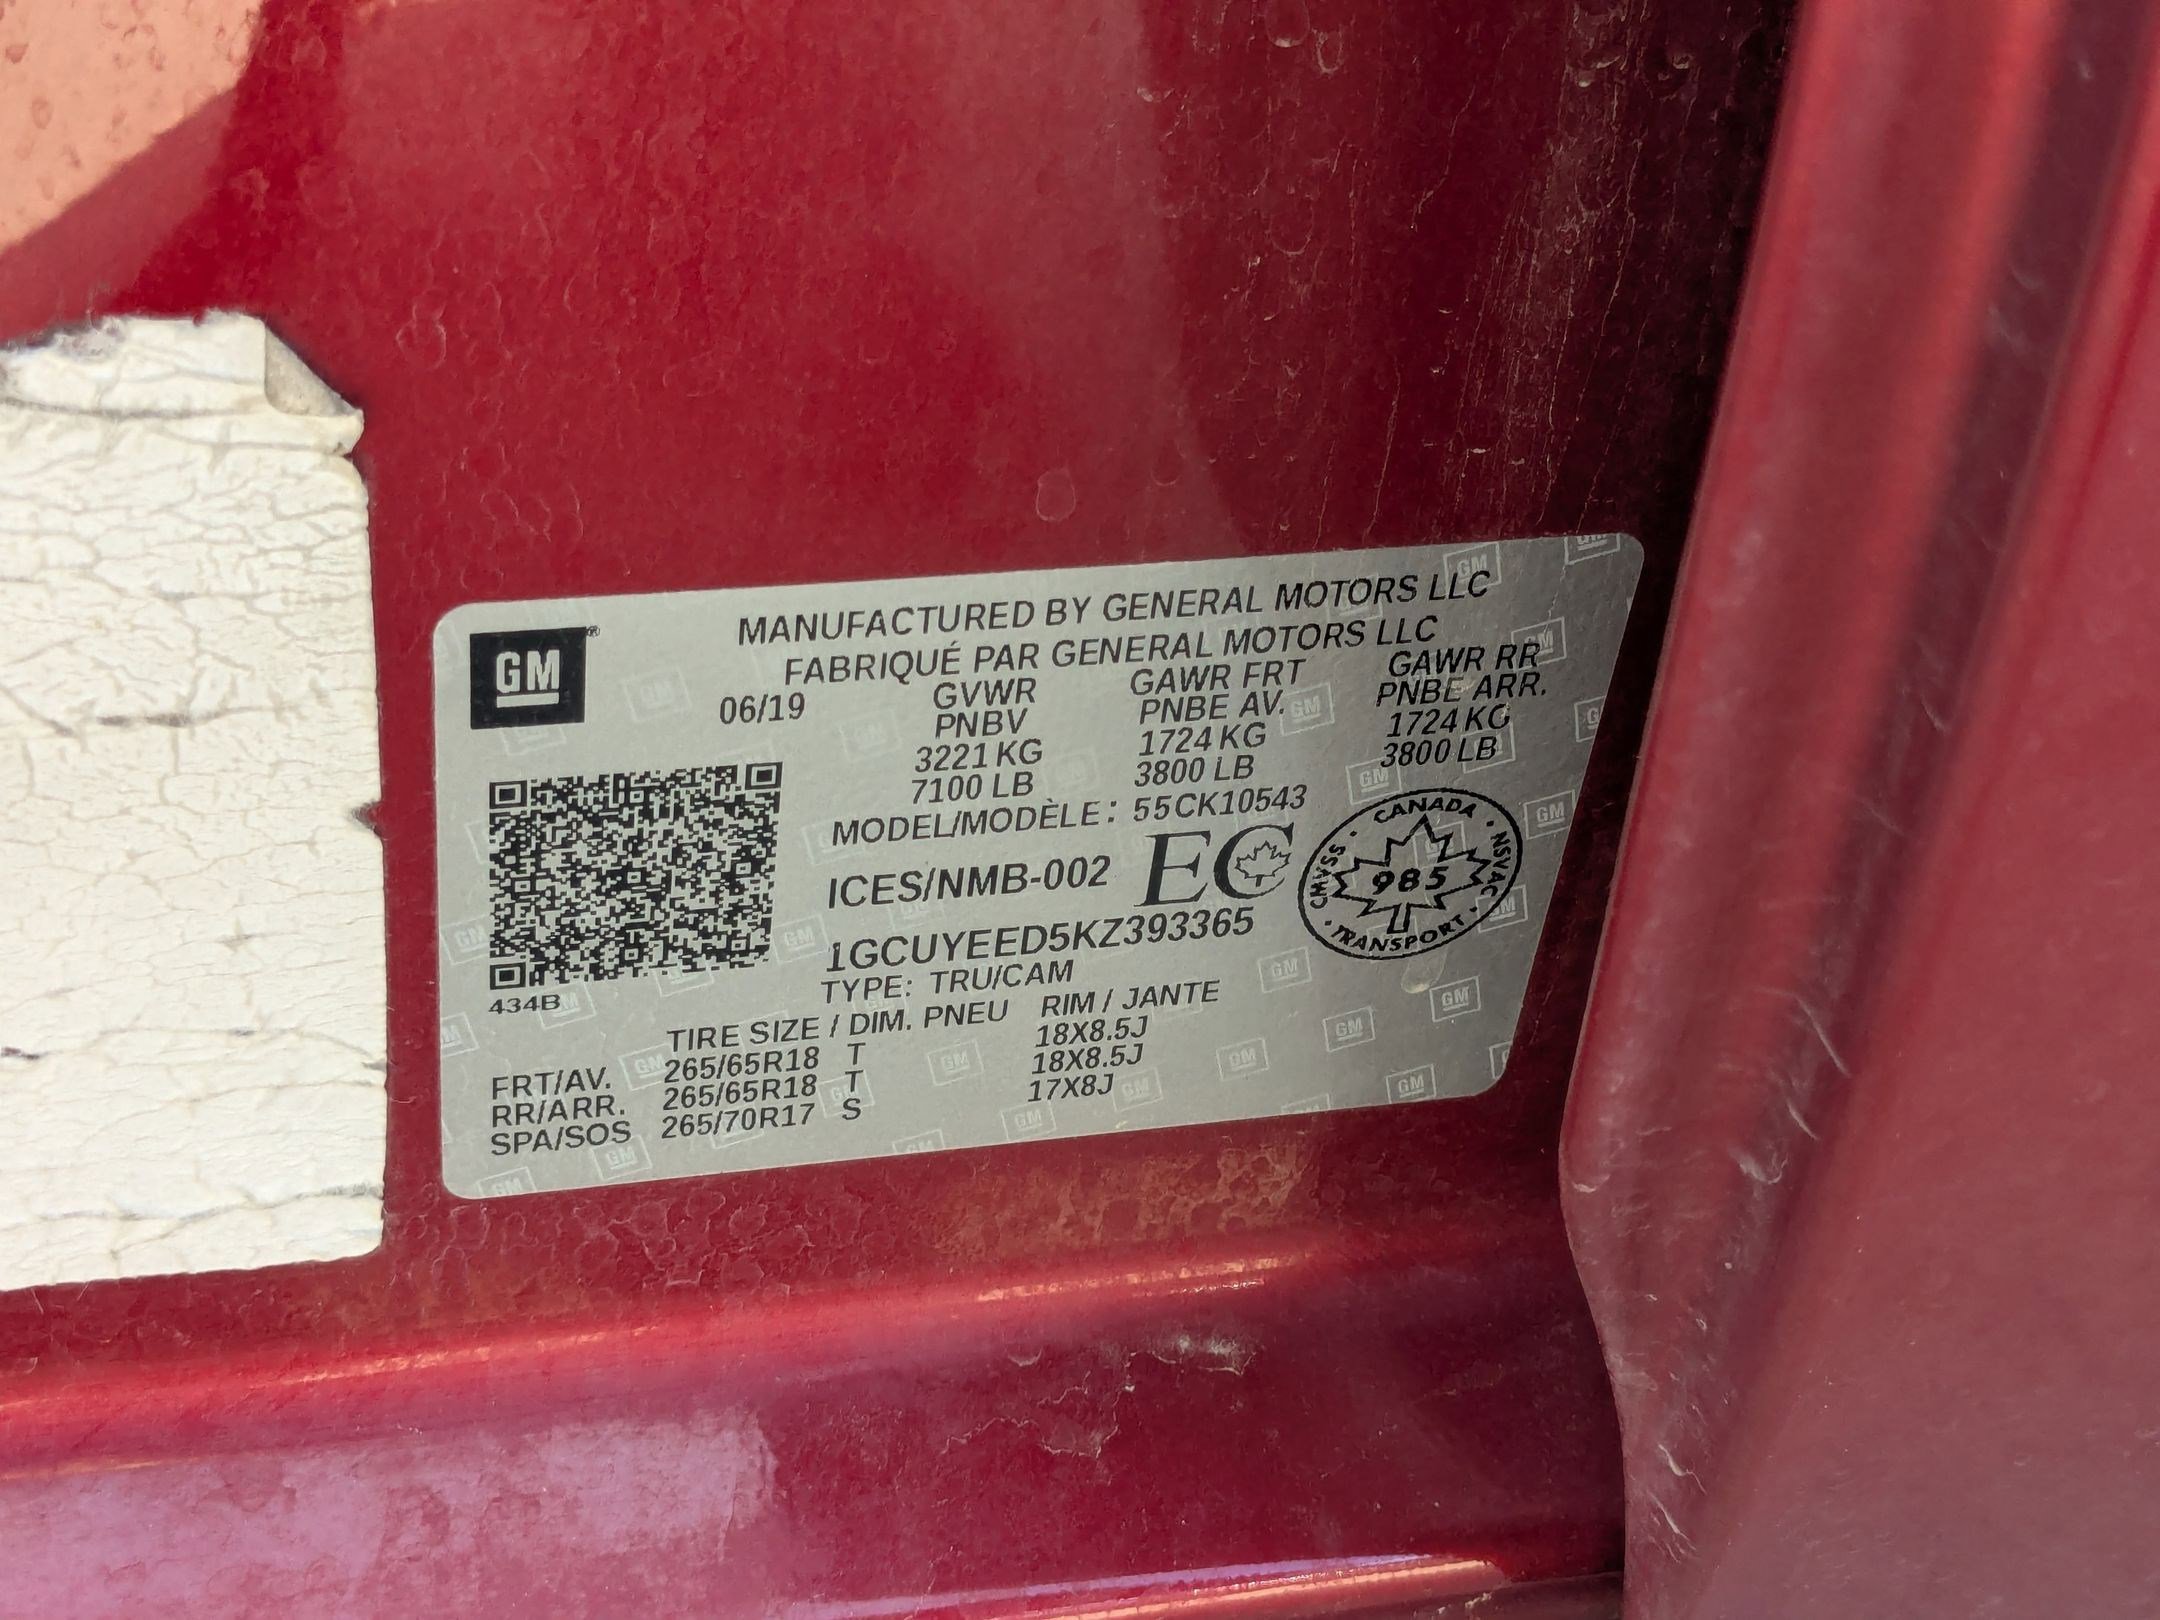 GM®
MANUFACTURED BY GENERAL MOTORS LLC
FABRIQUÉ PAR GENERAL MOTORS LLC
06/19
GVWR GAWR FRT GAWR RR
PNBV PNBE AV. PNBE ARR.
3221 KG 1724 KG 1724 KG
7100 LB 3800 LB 3800 LB
MODEL/MODÈLE: 55CK10543
ICES/NMB-002 EC
CANADA · NSVAC · TRANSPORT · CMVSS ·
985
1GCUYEED5KZ393365
TYPE: TRU/CAM
434B
TIRE SIZE / DIM. PNEU RIM / JANTE
FRT/AV. 265/65R18 T 18X8.5J
RR/ARR. 265/65R18 T 18X8.5J
SPA/SOS 265/70R17 S 17X8J